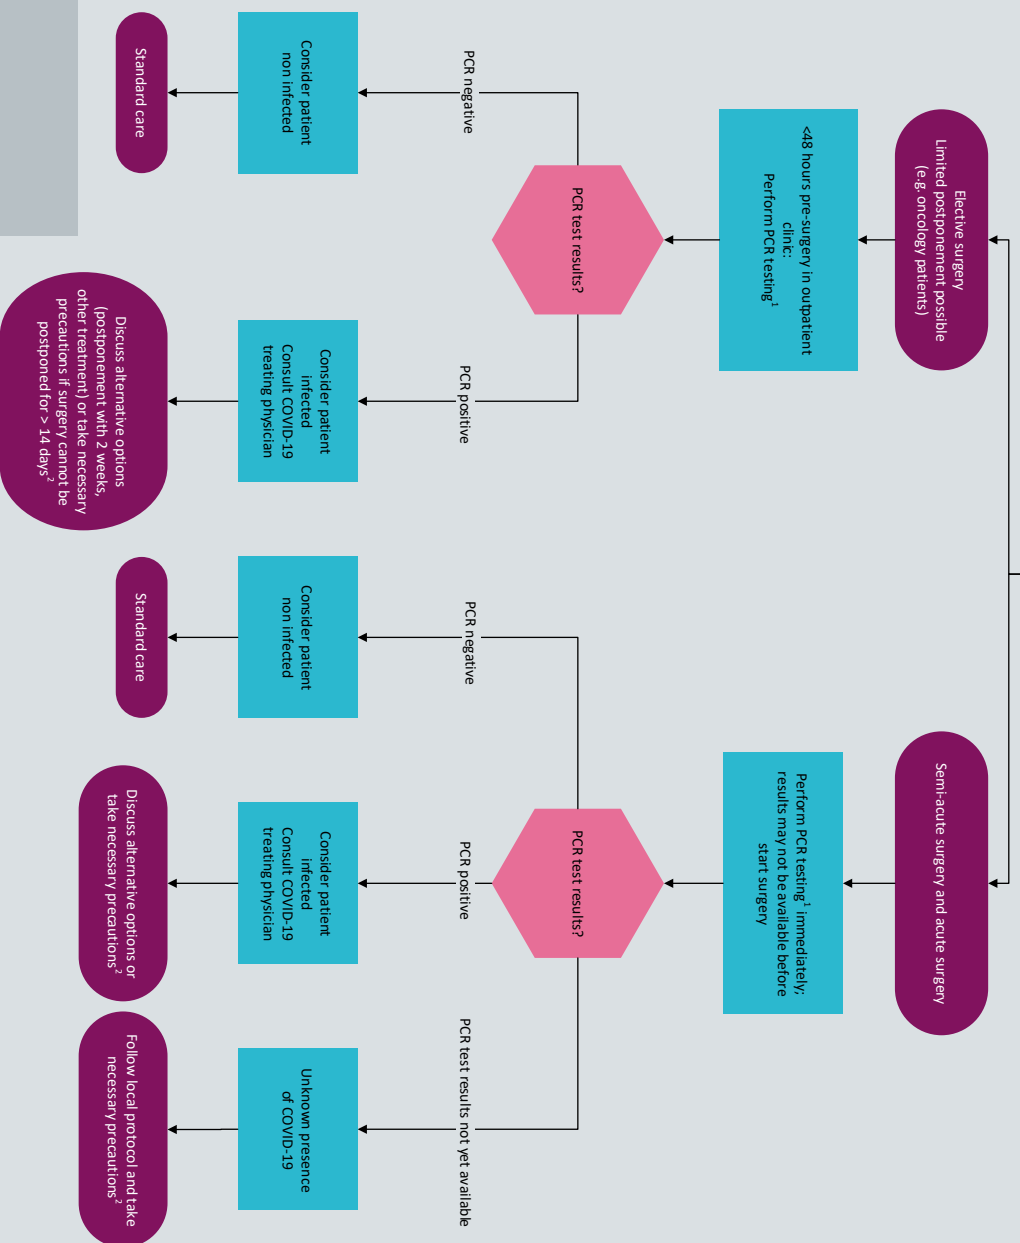 Elective surgery
Limited postponement possible
(e.g. oncology patients)
Semi-acute surgery and acute surgery
<48 hours pre-surgery in outpatient
clinic:
Perform PCR testing¹
Perform PCR testing¹ immediately;
results may not be available before
start surgery
PCR test results?
PCR test results?
PCR negative
PCR positive
PCR negative
PCR positive
PCR test results not yet available
Consider patient
non infected
Consider patient
infected
Consult COVID-19
treating physician
Consider patient
non infected
Consider patient
infected
Consult COVID-19
treating physician
Unknown presence
of COVID-19
Standard care
Discuss alternative options
(postponement with 2 weeks,
other treatment) or take necessary
precautions if surgery cannot be
postponed for > 14 days²
Standard care
Discuss alternative options or
take necessary precautions²
Follow local protocol and take
necessary precautions²